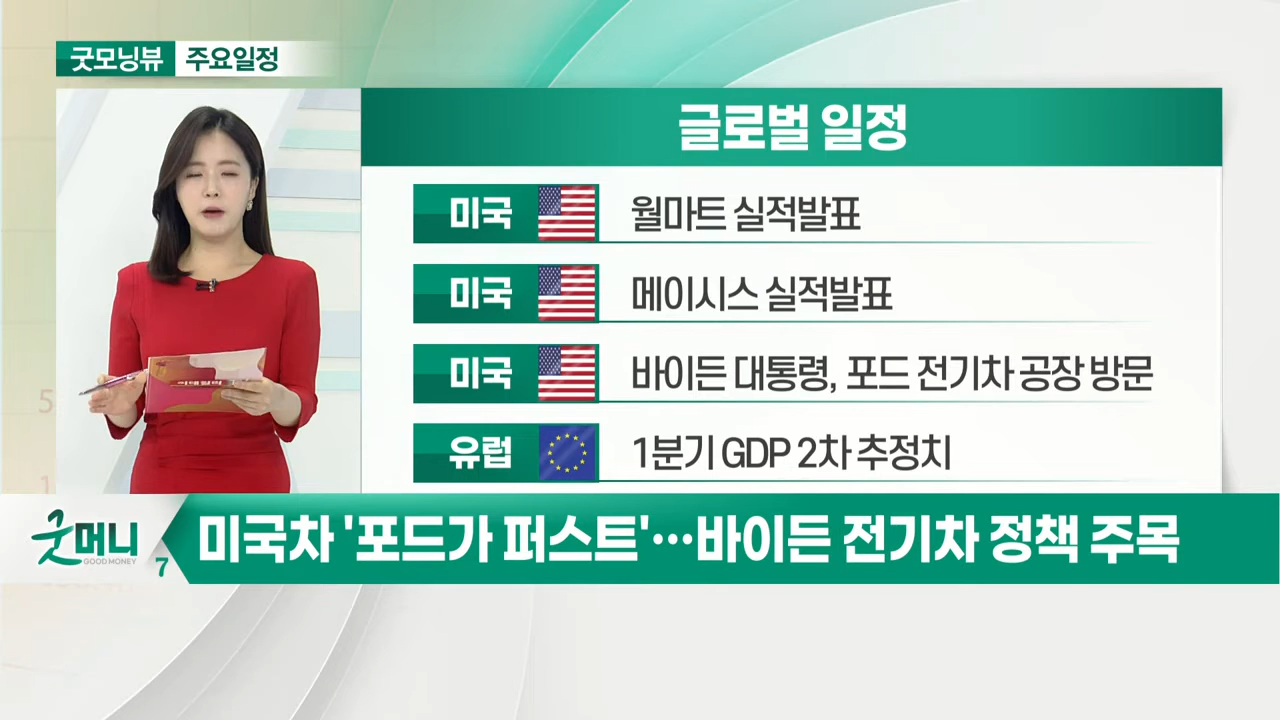 굿모닝뷰 주요일정
글로벌 일정
미국 월마트 실적발표
미국 메이시스 실적발표
미국 바이든 대통령, 포드 전기차 공장 방문
유럽 1분기 GDP 2차 추정치
5
1
굿머니 GOOD MONEY 7
미국차 '포드가 퍼스트'…바이든 전기차 정책 주목